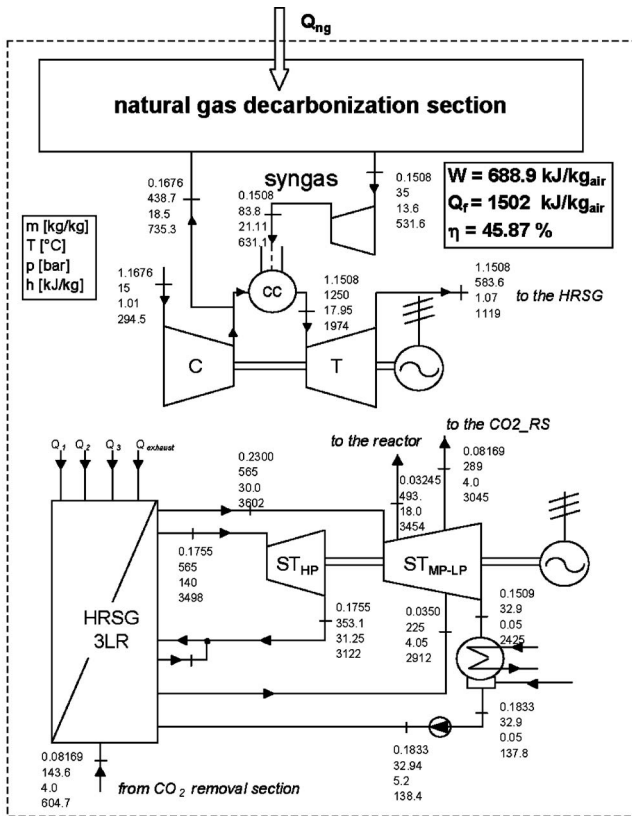 Qng
natural gas decarbonization section
syngas
0.1676
438.7
18.5
735.3
0.1508
83.8
21.11
631.1
0.1508
35
13.6
531.6
W = 688.9 kJ/kgair
Qf = 1502 kJ/kgair
η = 45.87 %
m [kg/kg]
T [°C]
p [bar]
h [kJ/kg]
1.1676
15
1.01
294.5
CC
1.1508
1250
17.95
1974
1.1508
583.6
1.07
1119
to the HRSG
C
T
Q1
Q2
Q3
Qexhaust
to the reactor
to the CO2_RS
0.2300
565
30.0
3602
0.03245
493.
18.0
3454
0.08169
289
4.0
3045
0.1755
565
140
3498
STHP
STMP-LP
HRSG
3LR
0.1755
353.1
31.25
3122
0.0350
225
4.05
2912
0.1509
32.9
0.05
2425
0.1833
32.9
0.05
137.8
0.1833
32.94
5.2
138.4
0.08169
143.6
4.0
604.7
from CO2 removal section